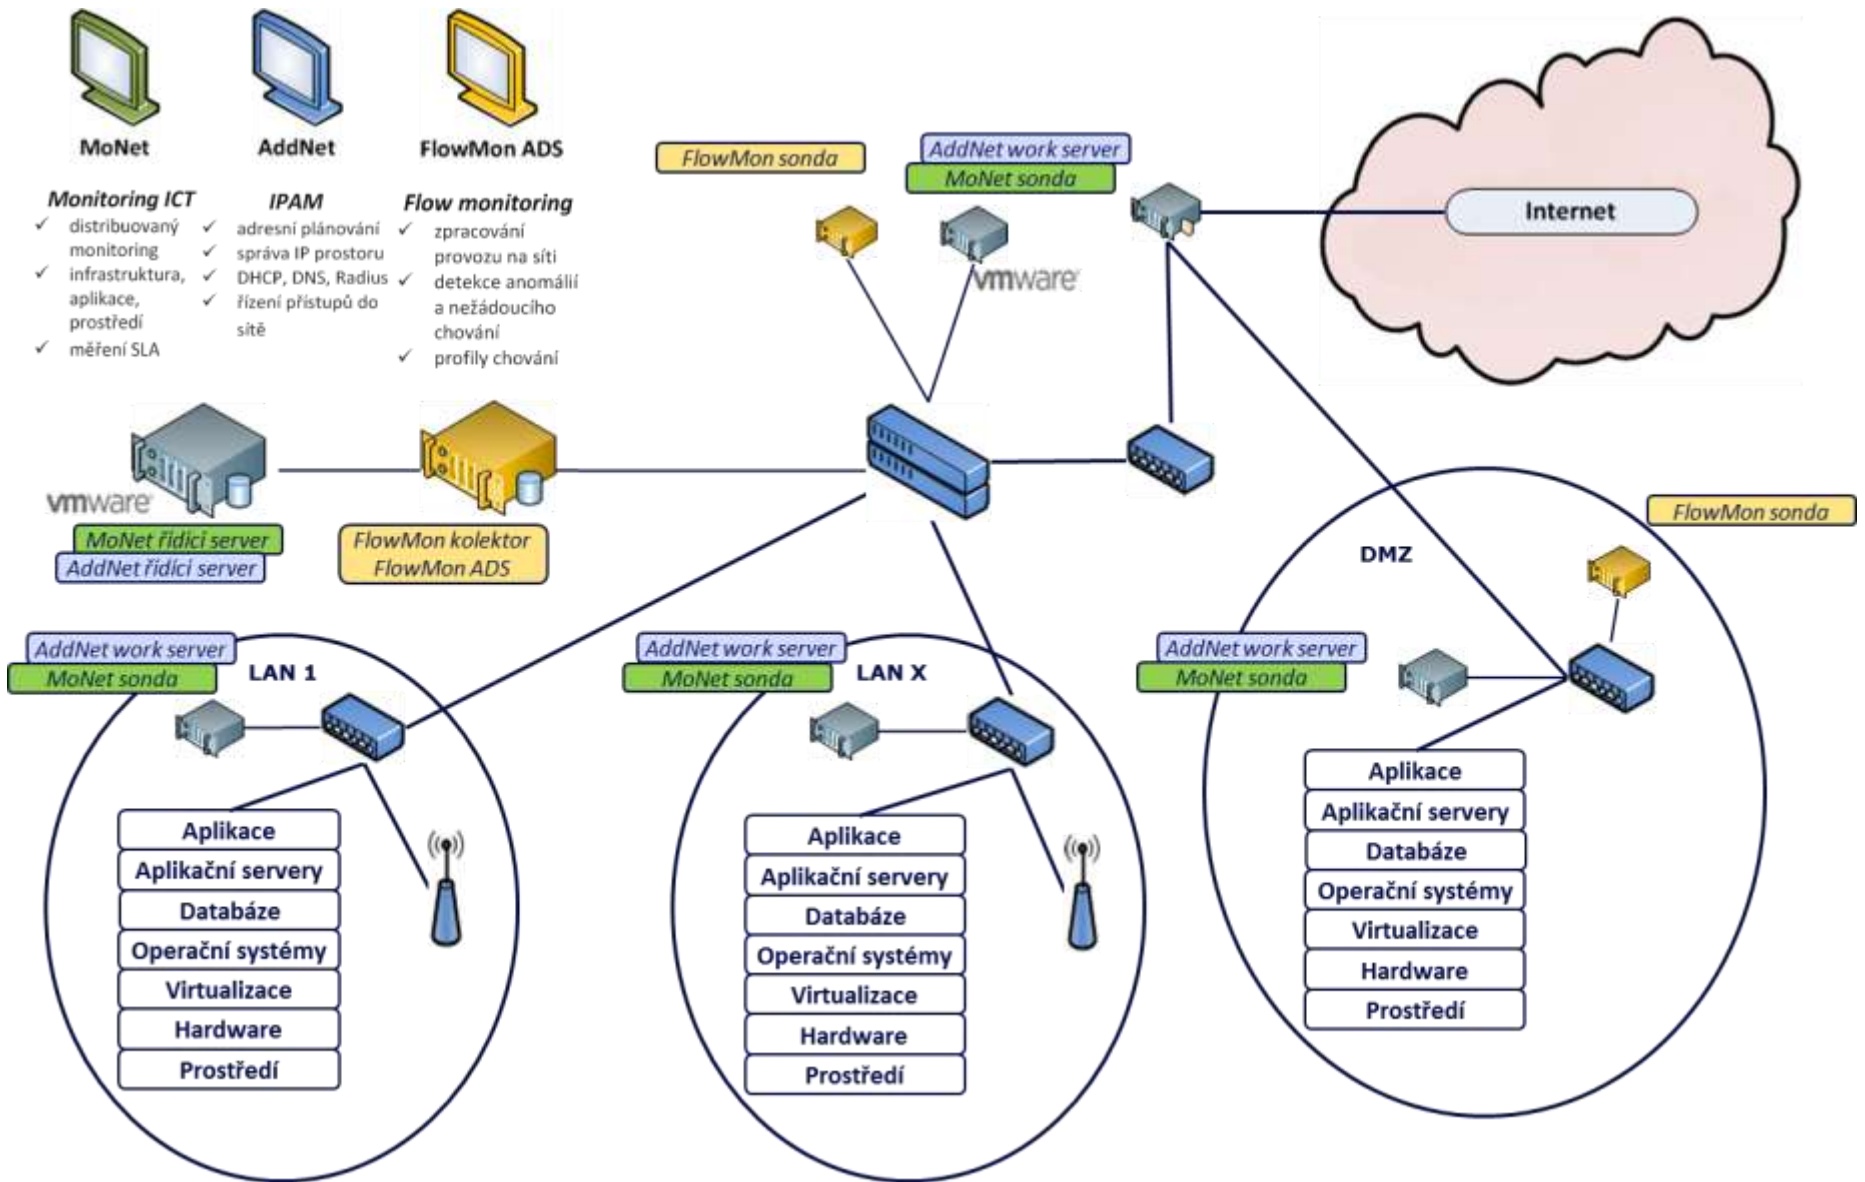 MoNet
AddNet
FlowMon ADS
Monitoring ICT
✓ distribuovaný
monitoring
✓ infrastruktura,
aplikace,
prostředí
✓ měření SLA
IPAM
✓ adresní plánování
✓ správa IP prostoru
✓ DHCP, DNS, Radius
✓ řízení přístupů do
sítě
Flow monitoring
✓ zpracování
provozu na síti
✓ detekce anomálií
a nežádoucího
chování
✓ profily chování
FlowMon sonda
AddNet work server
MoNet sonda
vmware
Internet
vmware
MoNet řídící server
AddNet řídící server
FlowMon kolektor
FlowMon ADS
AddNet work server
MoNet sonda
LAN 1
Aplikace
Aplikační servery
Databáze
Operační systémy
Virtualizace
Hardware
Prostředí
AddNet work server
MoNet sonda
LAN X
Aplikace
Aplikační servery
Databáze
Operační systémy
Virtualizace
Hardware
Prostředí
FlowMon sonda
DMZ
AddNet work server
MoNet sonda
Aplikace
Aplikační servery
Databáze
Operační systémy
Virtualizace
Hardware
Prostředí